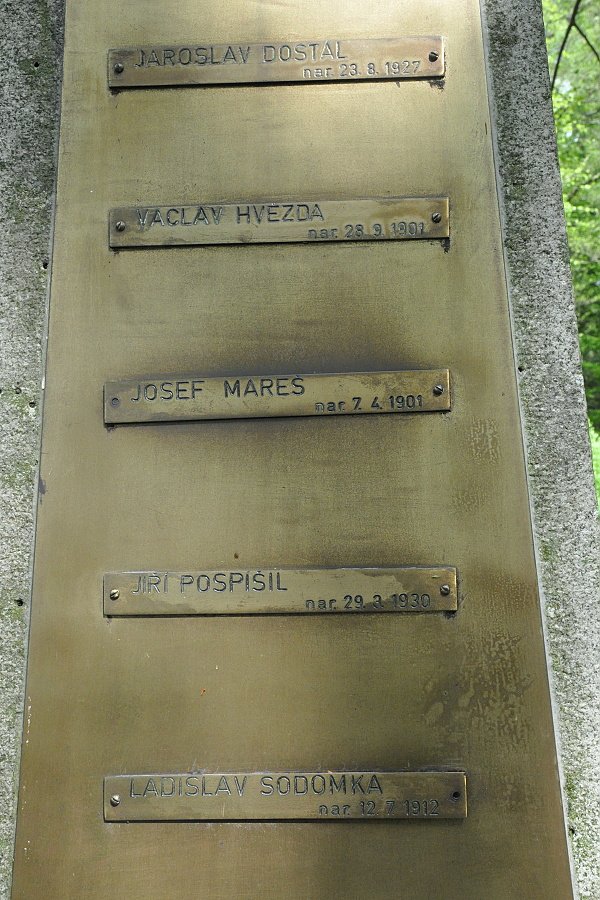 JAROSLAV DOSTÁL
nar. 23. 8. 1927
VÁCLAV HVĚZDA
nar. 28. 9. 1901
JOSEF MAREŠ
nar. 7. 4. 1901
JIŘÍ POSPÍŠIL
nar. 29. 3. 1930
LADISLAV SODOMKA
nar. 12. 7. 1912